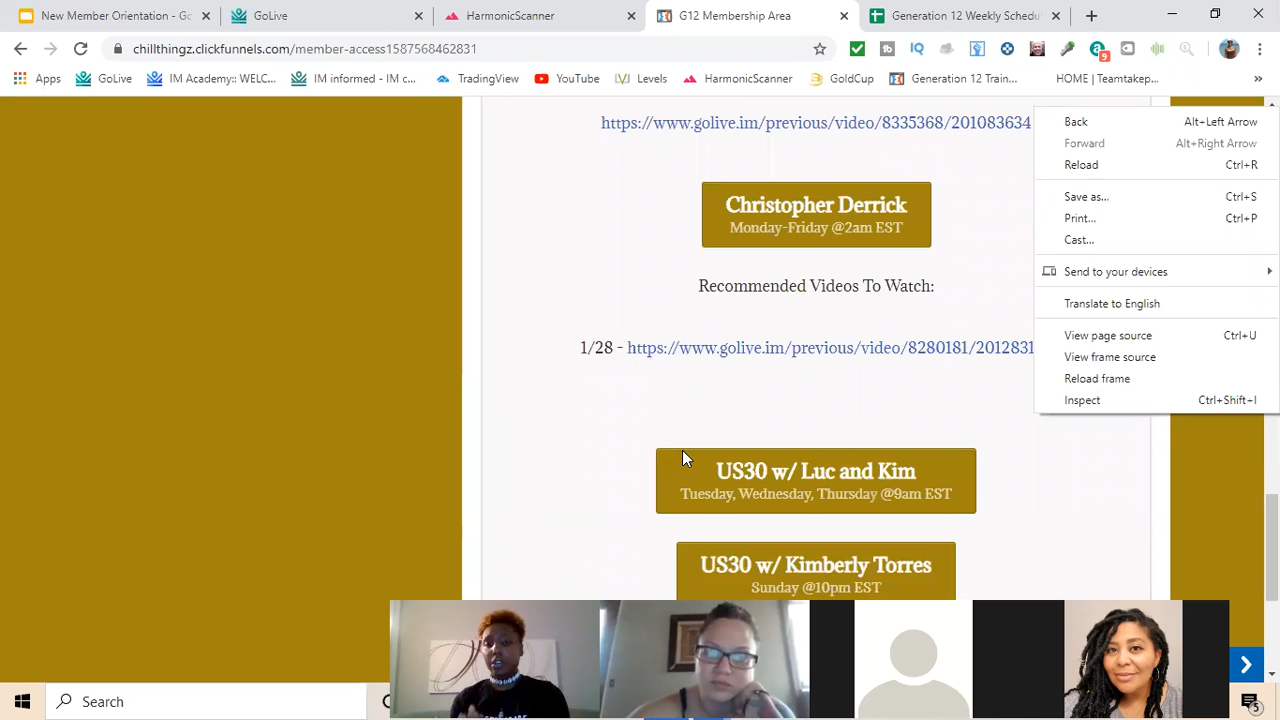 New Member Orientation - Go
GoLive
HarmonicScanner
G12 Membership Area
Generation 12 Weekly Schedu
chillthingz.clickfunnels.com/member-access1587568462831
9
Apps
GoLive
IM Academy:: WELC...
IM informed - IM c...
TradingView
YouTube
Levels
HarmonicScanner
GoldCup
Generation 12 Train...
HOME | Teamtakep...
»
https://www.golive.im/previous/video/8335368/201083634
Christopher Derrick
Monday-Friday @2am EST
Recommended Videos To Watch:
1/28 - https://www.golive.im/previous/video/8280181/2012831
US30 w/ Luc and Kim
Tuesday, Wednesday, Thursday @9am EST
US30 w/ Kimberly Torres
Sunday @10pm EST
Back Alt+Left Arrow
Forward Alt+Right Arrow
Reload Ctrl+R
Save as... Ctrl+S
Print... Ctrl+P
Cast...
Send to your devices
Translate to English
View page source Ctrl+U
View frame source
Reload frame
Inspect Ctrl+Shift+I
Search
5